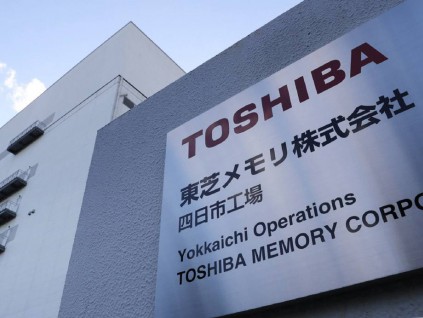 TOSHIBA
東芝メモリ株式会社
四日市工場
Yokkaichi Operations
TOSHIBA MEMORY CORPO